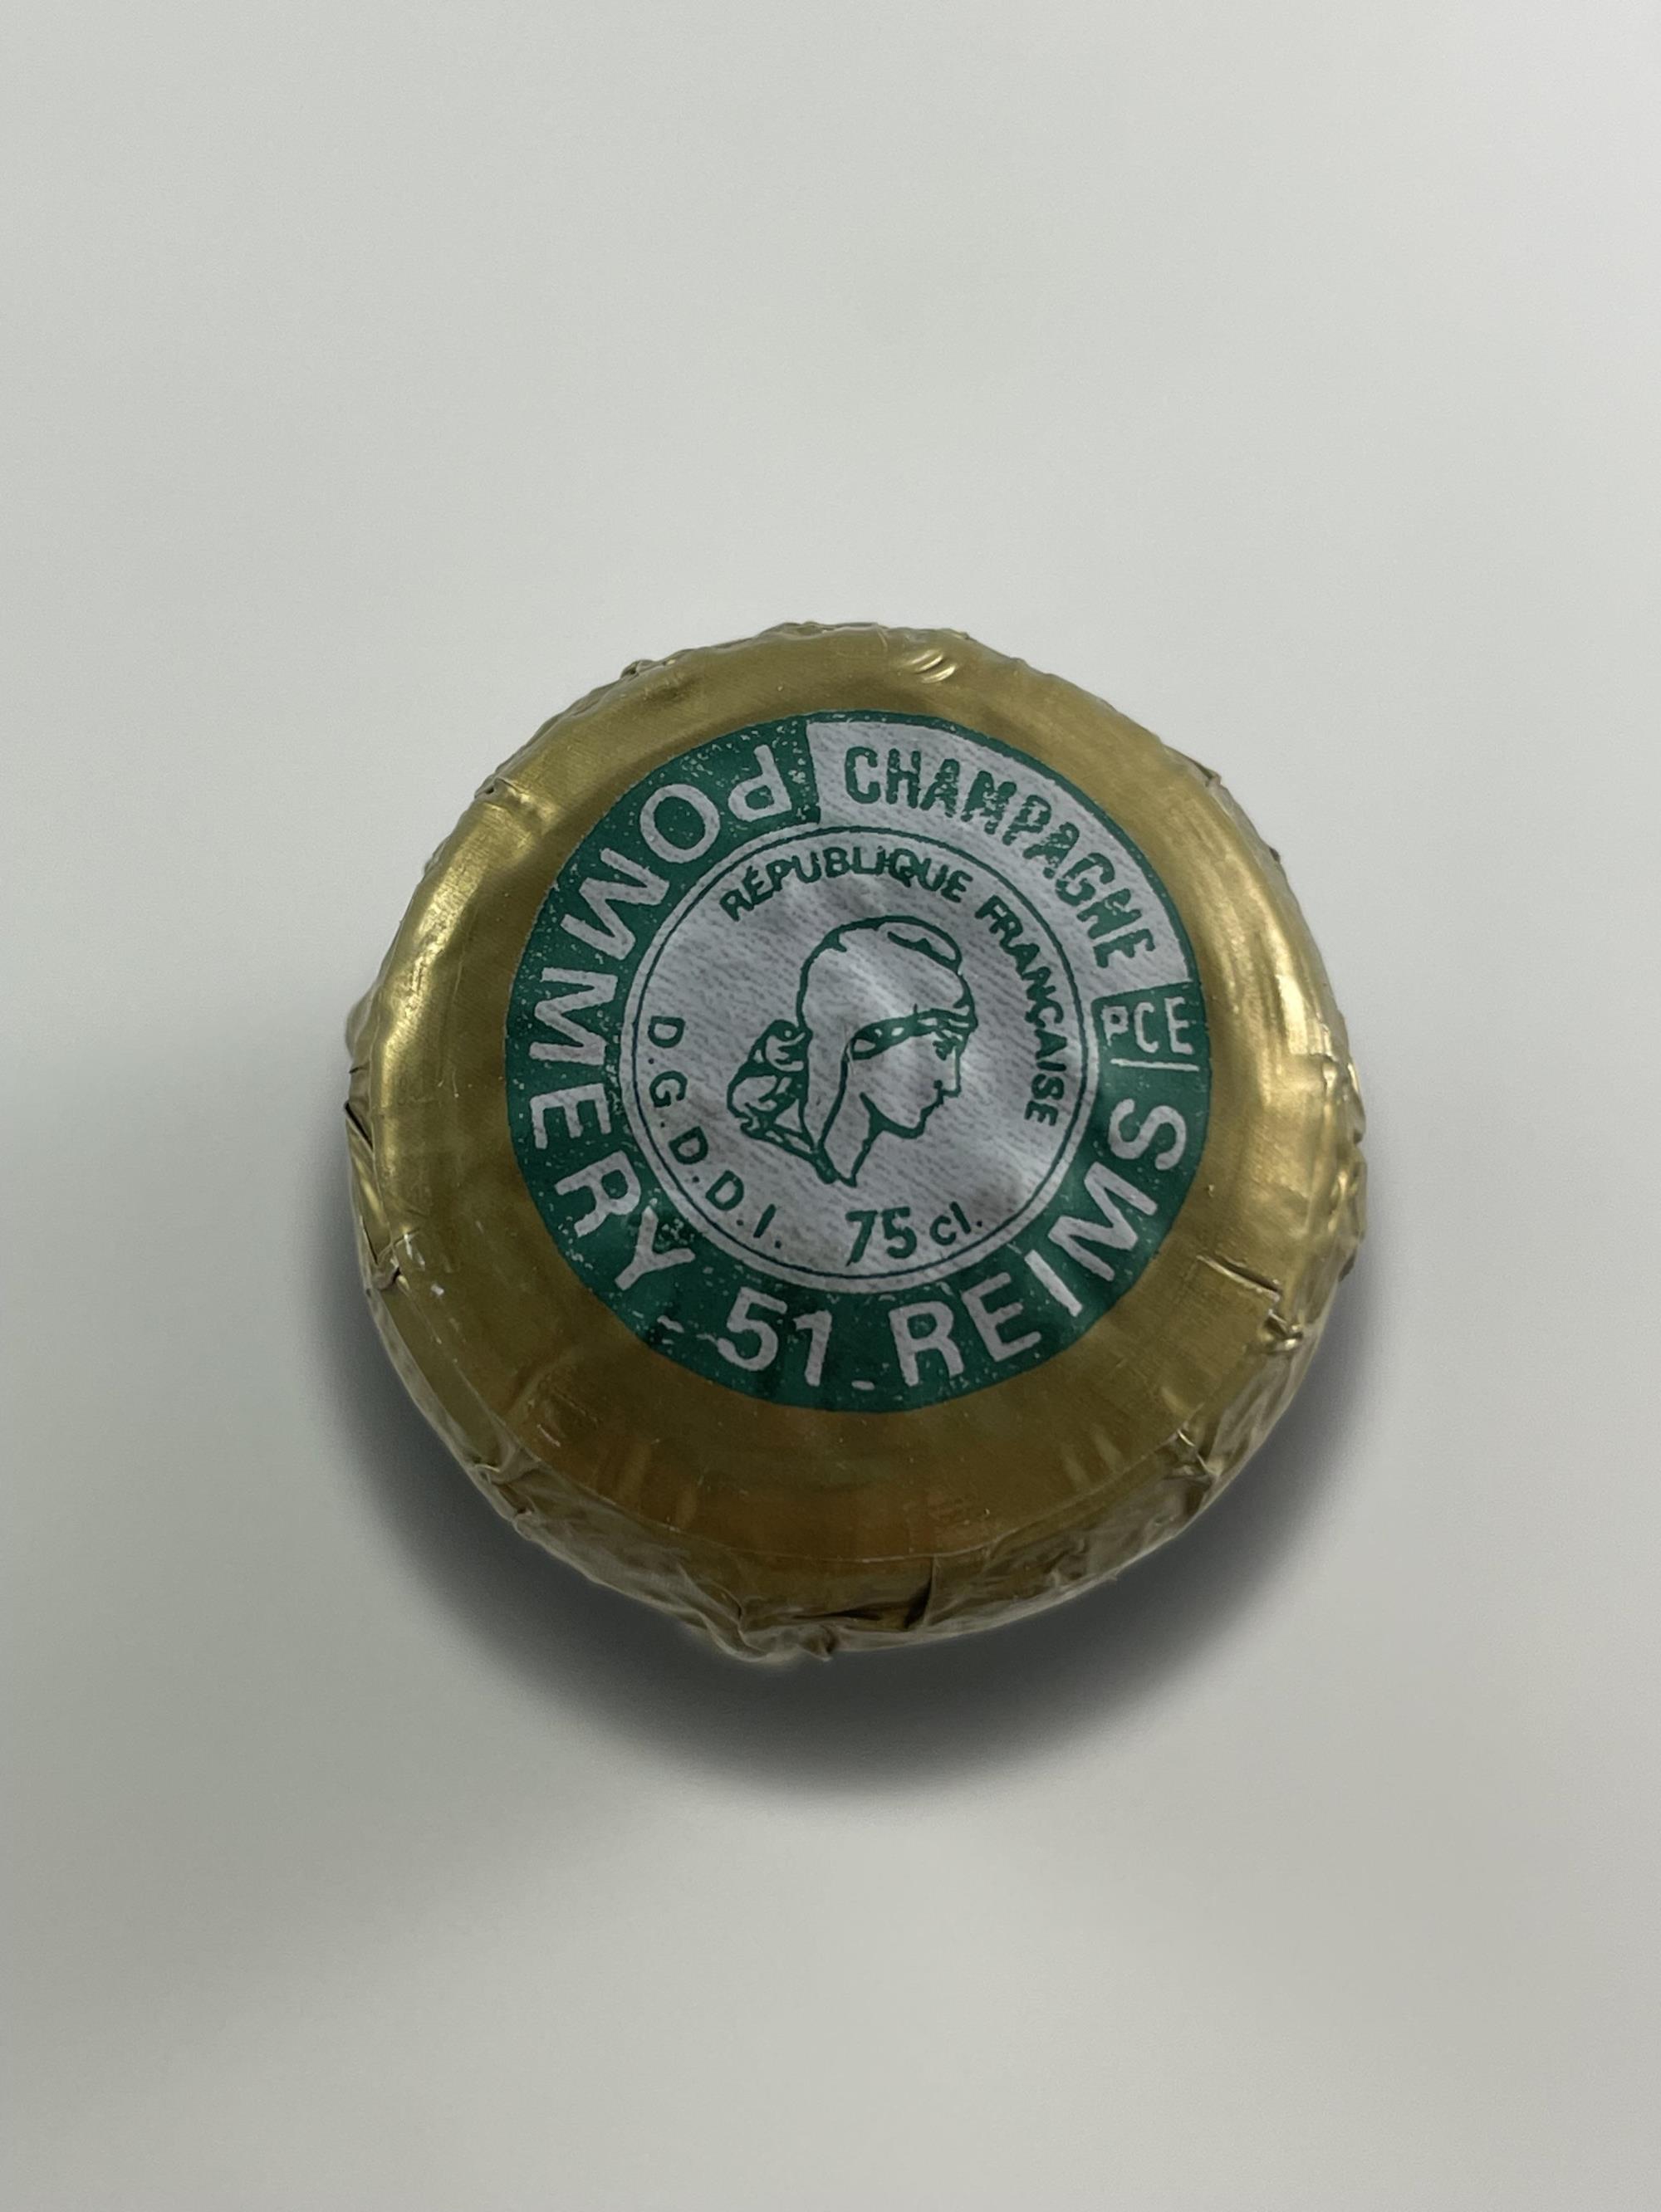 CHAMPAGNE
PCE
POMMERY - 51 - REIMS
RÉPUBLIQUE FRANÇAISE
D.G.D.D.I.
75 cl.